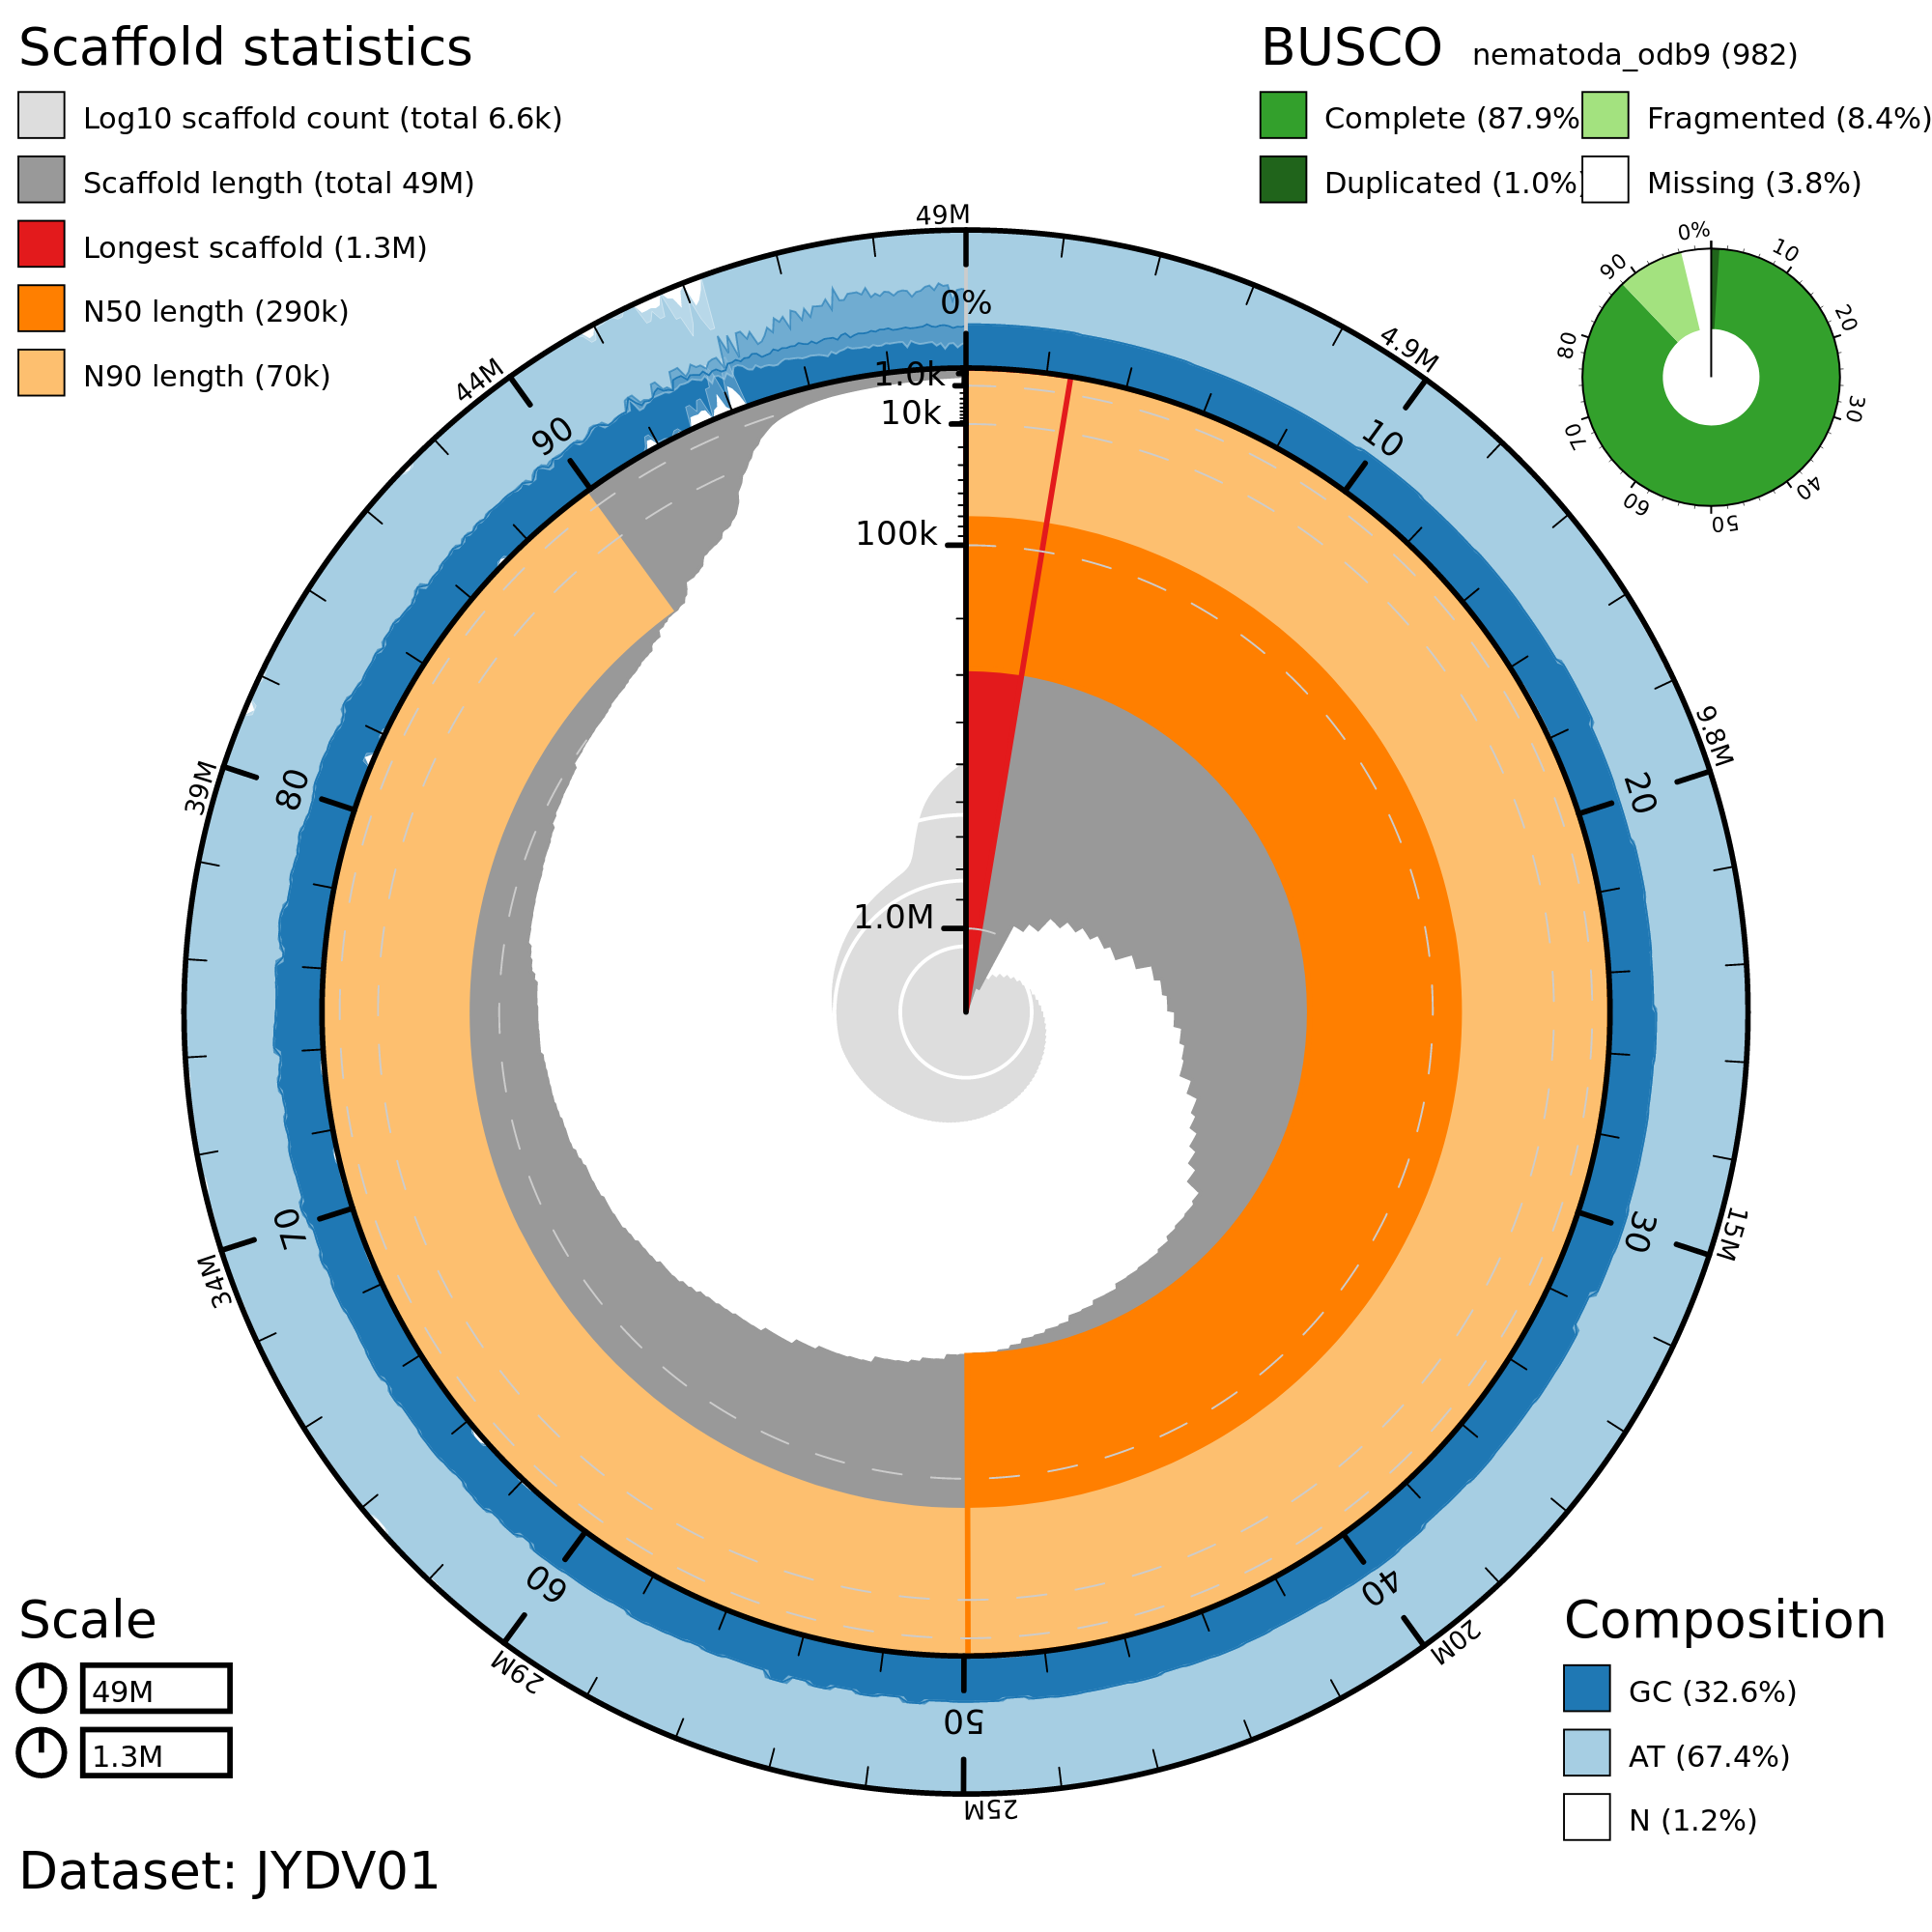 Scaffold statistics
Log10 scaffold count (total 6.6k)
Scaffold length (total 49M)
Longest scaffold (1.3M)
N50 length (290k)
N90 length (70k)
BUSCO nematoda_odb9 (982)
Complete (87.9%
Fragmented (8.4%)
Duplicated (1.0%)
Missing (3.8%)
0%
10
20
30
40
50
60
70
80
90
49M
4.9M
9.8M
15M
20M
25M
29M
34M
39M
44M
0%
10
20
30
40
50
60
70
80
90
1.0k
10k
100k
1.0M
Scale
49M
1.3M
Composition
GC (32.6%)
AT (67.4%)
N (1.2%)
Dataset: JYDV01